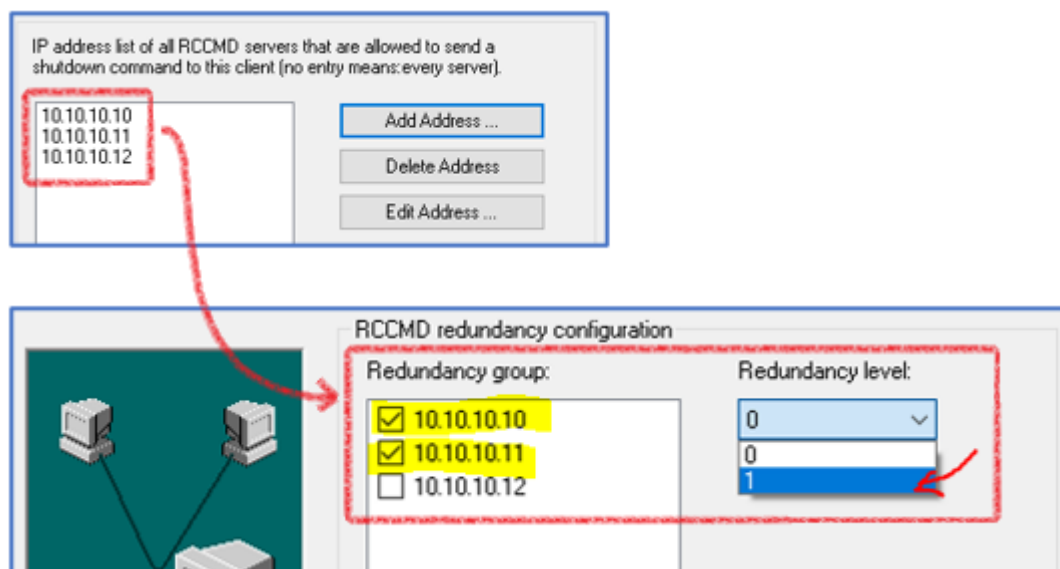 IP address list of all RCCMD servers that are allowed to send a
shutdown command to this client (no entry means:every server).
10.10.10.10
10.10.10.11
10.10.10.12
Add Address ...
Delete Address
Edit Address ...
RCCMD redundancy configuration
Redundancy group:
Redundancy level:
10.10.10.10
10.10.10.11
10.10.10.12
0
0
1